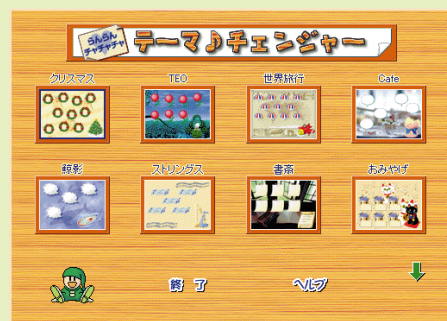 らんらん
チャチャチャ
テーマ♪チェンジャー
クリスマス TEO 世界旅行 Cafe
鯨影 ストリングス 書斎 おみやげ
終了 ヘルプ